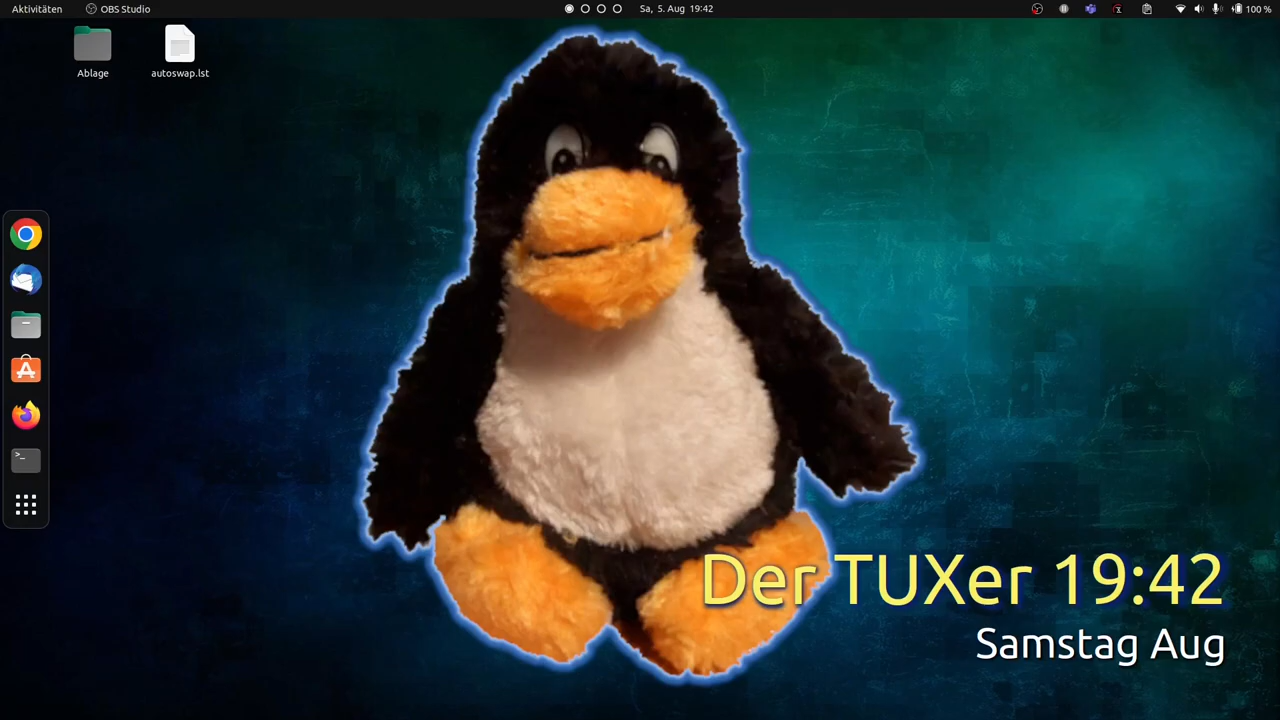 Aktivitäten OBS Studio Sa, 5. Aug 19:42 100 %
Ablage autoswap.lst
Der TUXer 19:42
Samstag Aug